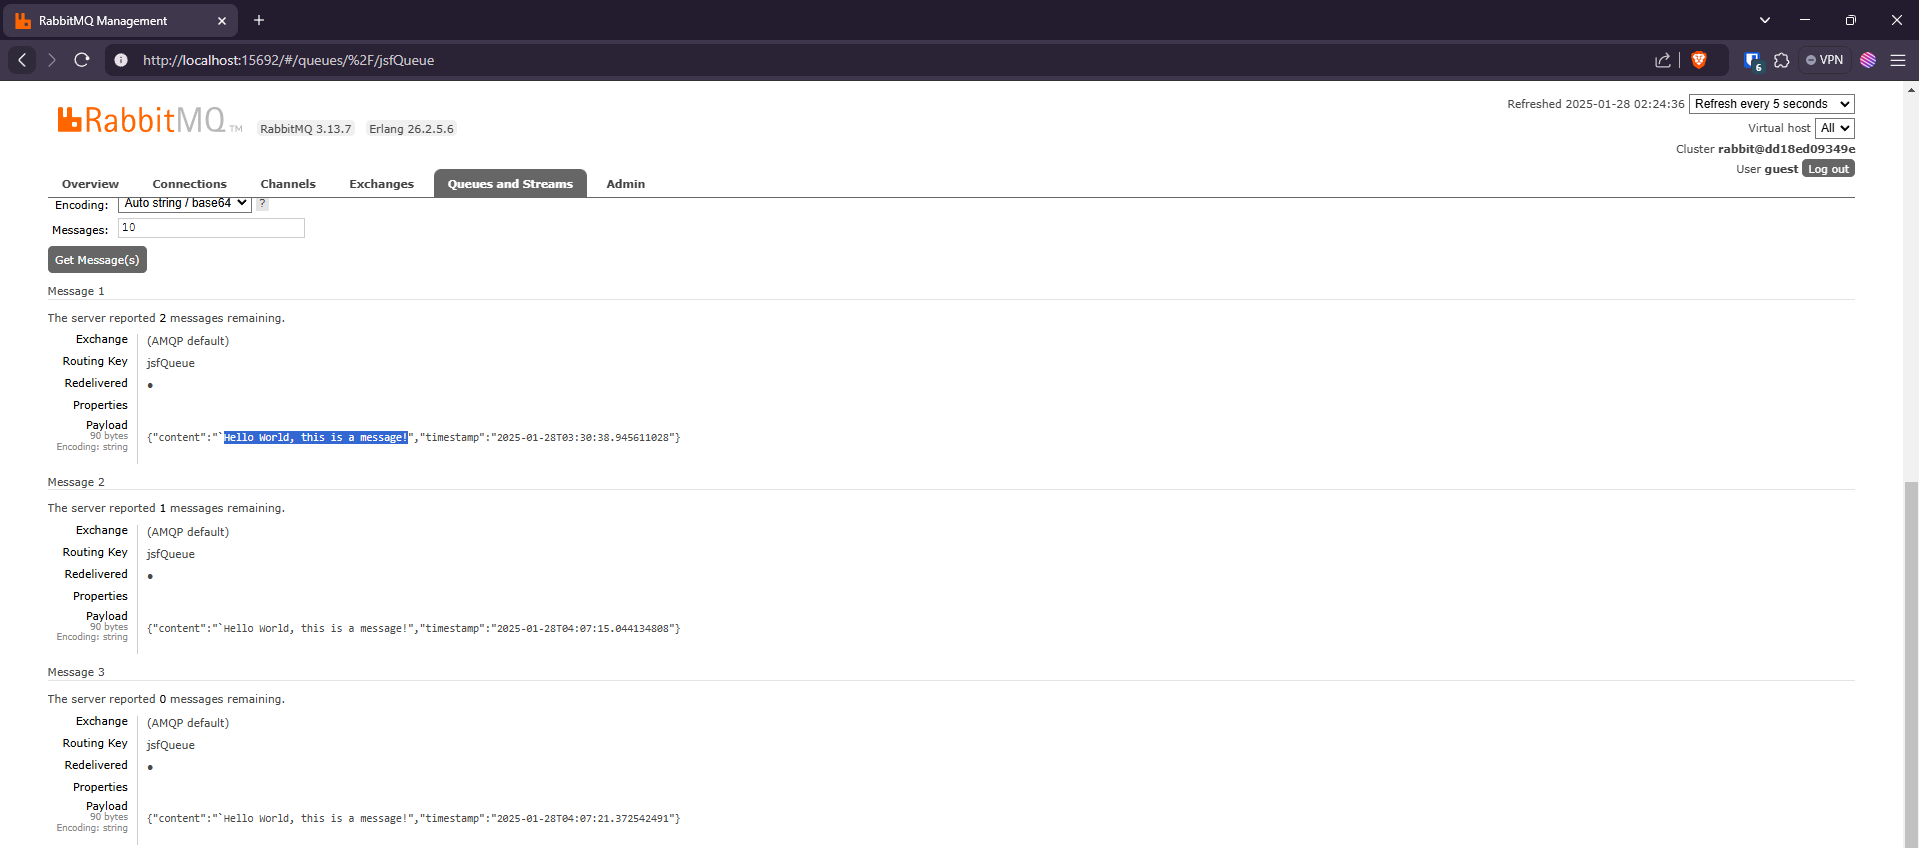 RabbitMQ Management
http://localhost:15692/#/queues/%2F/jsfQueue
6
VPN
RabbitMQ TM
RabbitMQ 3.13.7 Erlang 26.2.5.6
Refreshed 2025-01-28 02:24:36 Refresh every 5 seconds
Virtual host All
Cluster rabbit@dd18ed09349e
User guest Log out
Overview Connections Channels Exchanges Queues and Streams Admin
Encoding: Auto string / base64 ?
Messages: 10
Get Message(s)
Message 1
The server reported 2 messages remaining.
Exchange (AMQP default)
Routing Key jsfQueue
Redelivered ●
Properties
Payload
90 bytes
Encoding: string
{"content":"`Hello World, this is a message!","timestamp":"2025-01-28T03:30:38.945611028"}
Message 2
The server reported 1 messages remaining.
Exchange (AMQP default)
Routing Key jsfQueue
Redelivered ●
Properties
Payload
90 bytes
Encoding: string
{"content":"`Hello World, this is a message!","timestamp":"2025-01-28T04:07:15.044134808"}
Message 3
The server reported 0 messages remaining.
Exchange (AMQP default)
Routing Key jsfQueue
Redelivered ●
Properties
Payload
90 bytes
Encoding: string
{"content":"`Hello World, this is a message!","timestamp":"2025-01-28T04:07:21.372542491"}